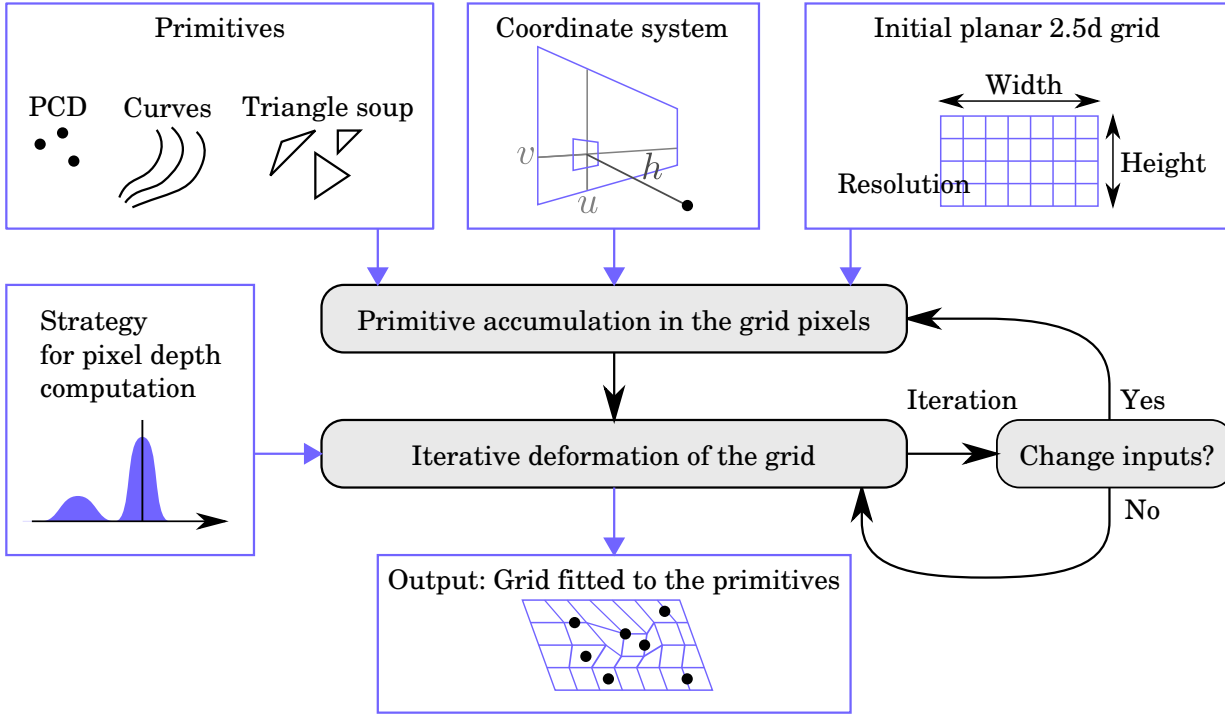 Primitives
PCD
Curves
Triangle soup
Coordinate system
v
h
u
Initial planar 2.5d grid
Width
Resolution
Height
Strategy
for pixel depth
computation
Primitive accumulation in the grid pixels
Iterative deformation of the grid
Iteration
Yes
Change inputs?
No
Output: Grid fitted to the primitives